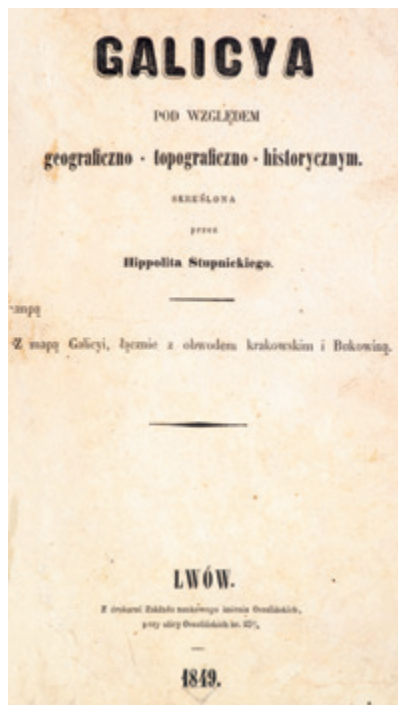 GALICYA
POD WZGLĘDEM
geograficzno - topograficzno - historycznym.
SKREŚLONA
przez
Hippolita Stupnickiego.
mapą
Z mapą Galicyi, łącznie z obwodem krakowskim i Bukowiną.
LWÓW.
Z drukarni Zakładu narodowego imienia Ossolińskich,
przy ulicy Ossolińskich nr.
1849.